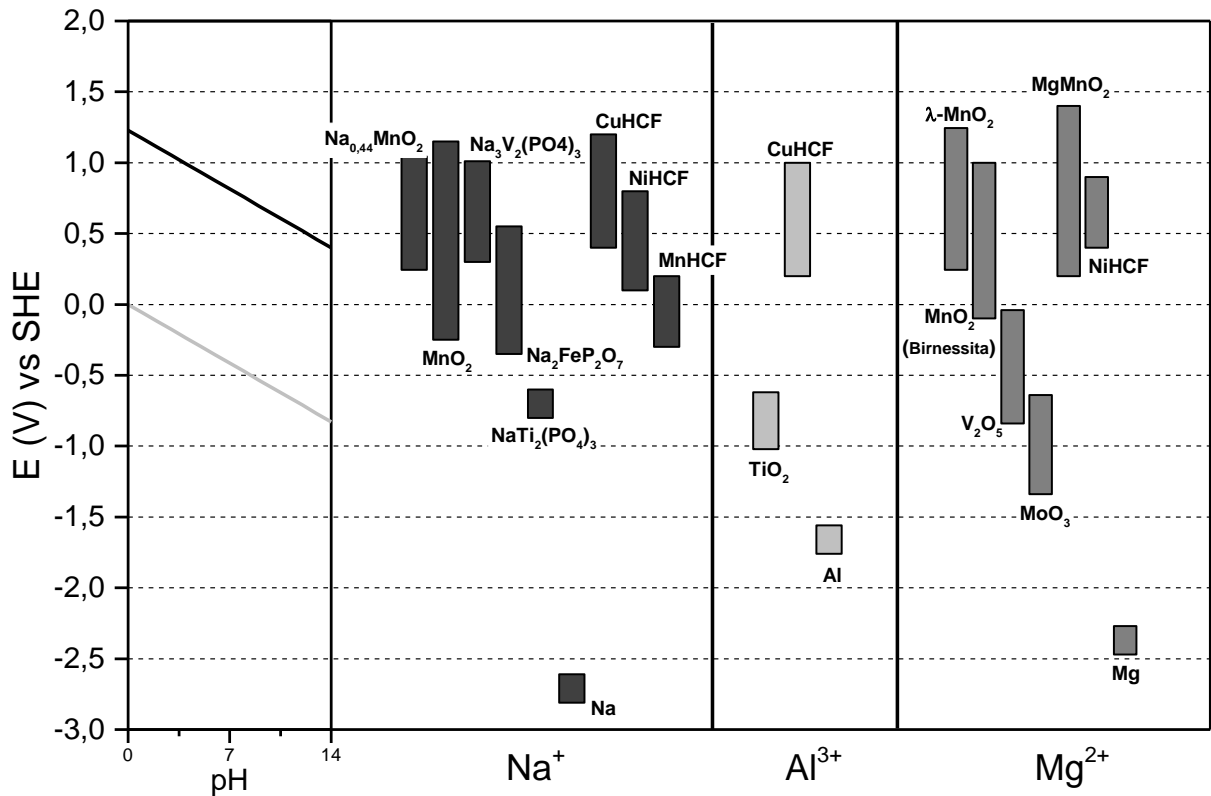 E (V) vs SHE
2,0
1,5
1,0
0,5
0,0
-0,5
-1,0
-1,5
-2,0
-2,5
-3,0
0 7 14
pH
Na⁺
Al³⁺
Mg²⁺
Na₀,₄₄MnO₂
MnO₂
Na₃V₂(PO4)₃
Na₂FeP₂O₇
NaTi₂(PO₄)₃
Na
CuHCF
NiHCF
MnHCF
CuHCF
TiO₂
Al
λ-MnO₂
MnO₂
(Birnessita)
V₂O₅
MoO₃
MgMnO₂
NiHCF
Mg